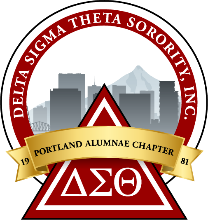 DELTA SIGMA THETA SORORITY, INC.
19 PORTLAND ALUMNAE CHAPTER 81
ΔΣΘ